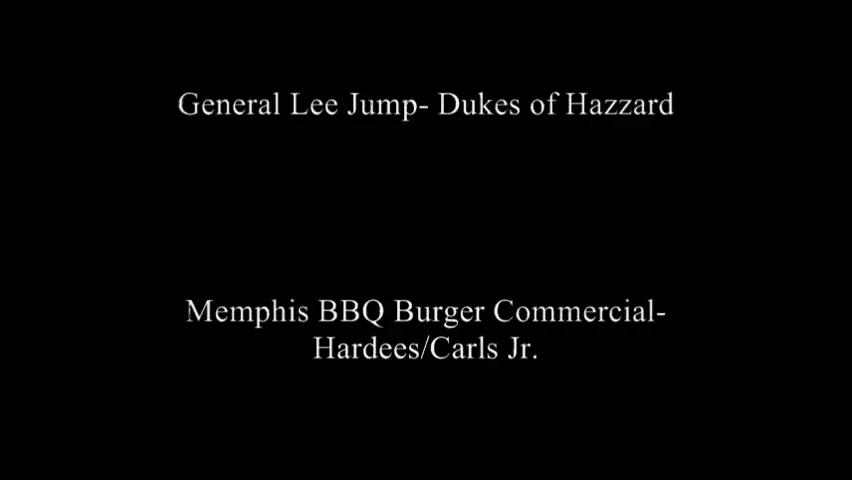 General Lee Jump- Dukes of Hazzard
Memphis BBQ Burger Commercial-
Hardees/Carls Jr.